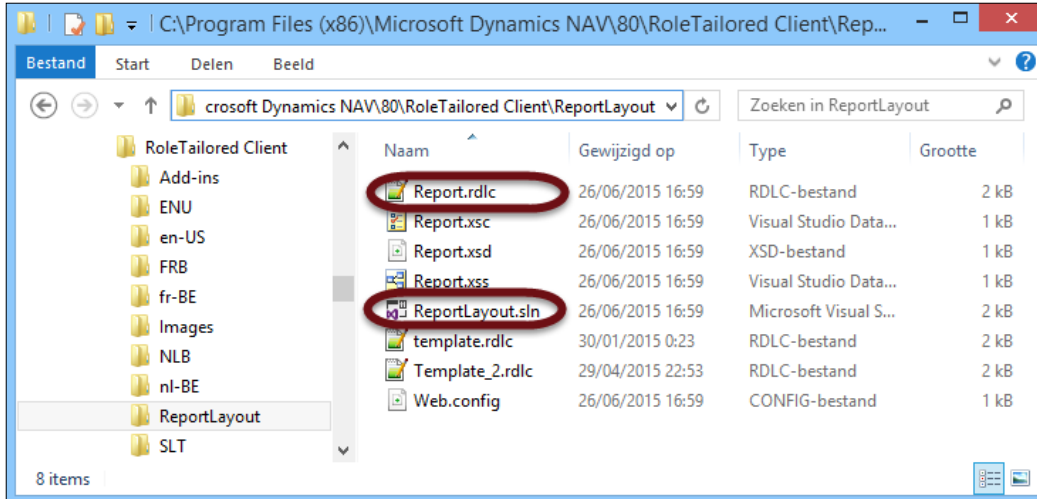 C:\Program Files (x86)\Microsoft Dynamics NAV\80\RoleTailored Client\Rep...
Bestand Start Delen Beeld
crosoft Dynamics NAV\80\RoleTailored Client\ReportLayout Zoeken in ReportLayout
RoleTailored Client
Add-ins
ENU
en-US
FRB
fr-BE
Images
NLB
nl-BE
ReportLayout
SLT
Naam Gewijzigd op Type Grootte
Report.rdlc 26/06/2015 16:59 RDLC-bestand 2 kB
Report.xsc 26/06/2015 16:59 Visual Studio Data... 1 kB
Report.xsd 26/06/2015 16:59 XSD-bestand 1 kB
Report.xss 26/06/2015 16:59 Visual Studio Data... 1 kB
ReportLayout.sln 26/06/2015 16:59 Microsoft Visual S... 2 kB
template.rdlc 30/01/2015 0:23 RDLC-bestand 2 kB
Template_2.rdlc 29/04/2015 22:53 RDLC-bestand 2 kB
Web.config 26/06/2015 16:59 CONFIG-bestand 1 kB
8 items